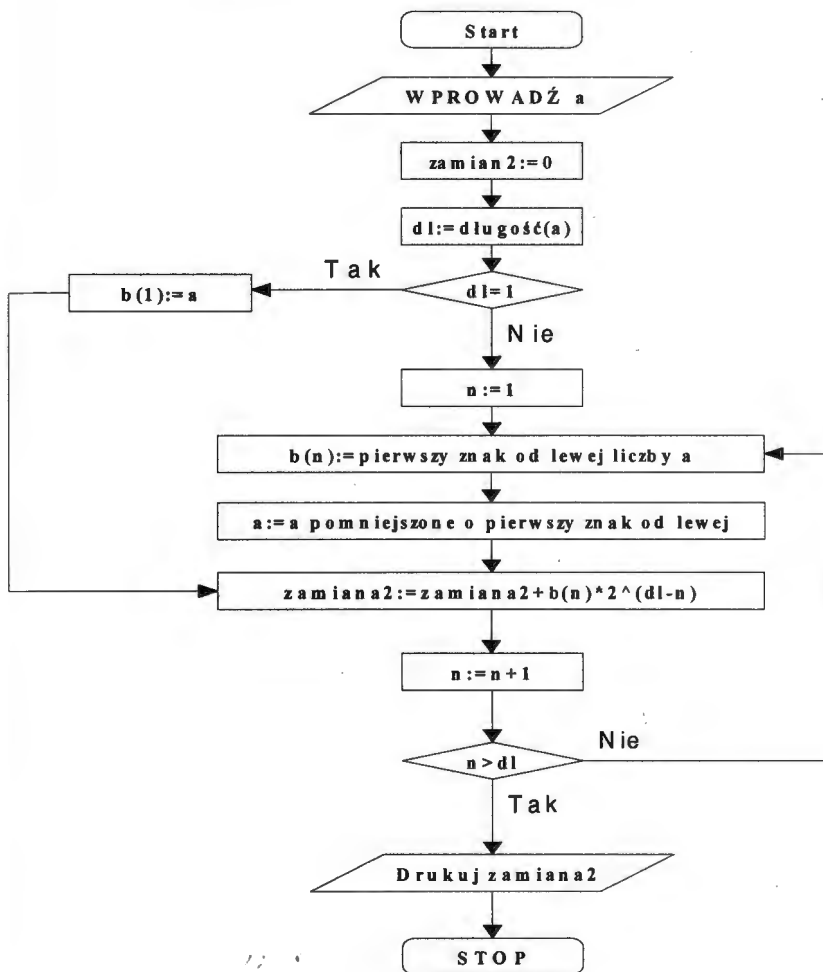 Start
WPROWADŹ a
zamian2:=0
dl:=długość(a)
Tak
b(1):=a
dl=1
Nie
n:=1
b(n):=pierwszy znak od lewej liczby a
a:=a pomniejszone o pierwszy znak od lewej
zamiana2:=zamiana2+b(n)*2^(dl-n)
n:=n+1
Nie
n>dl
Tak
Drukuj zamiana2
STOP